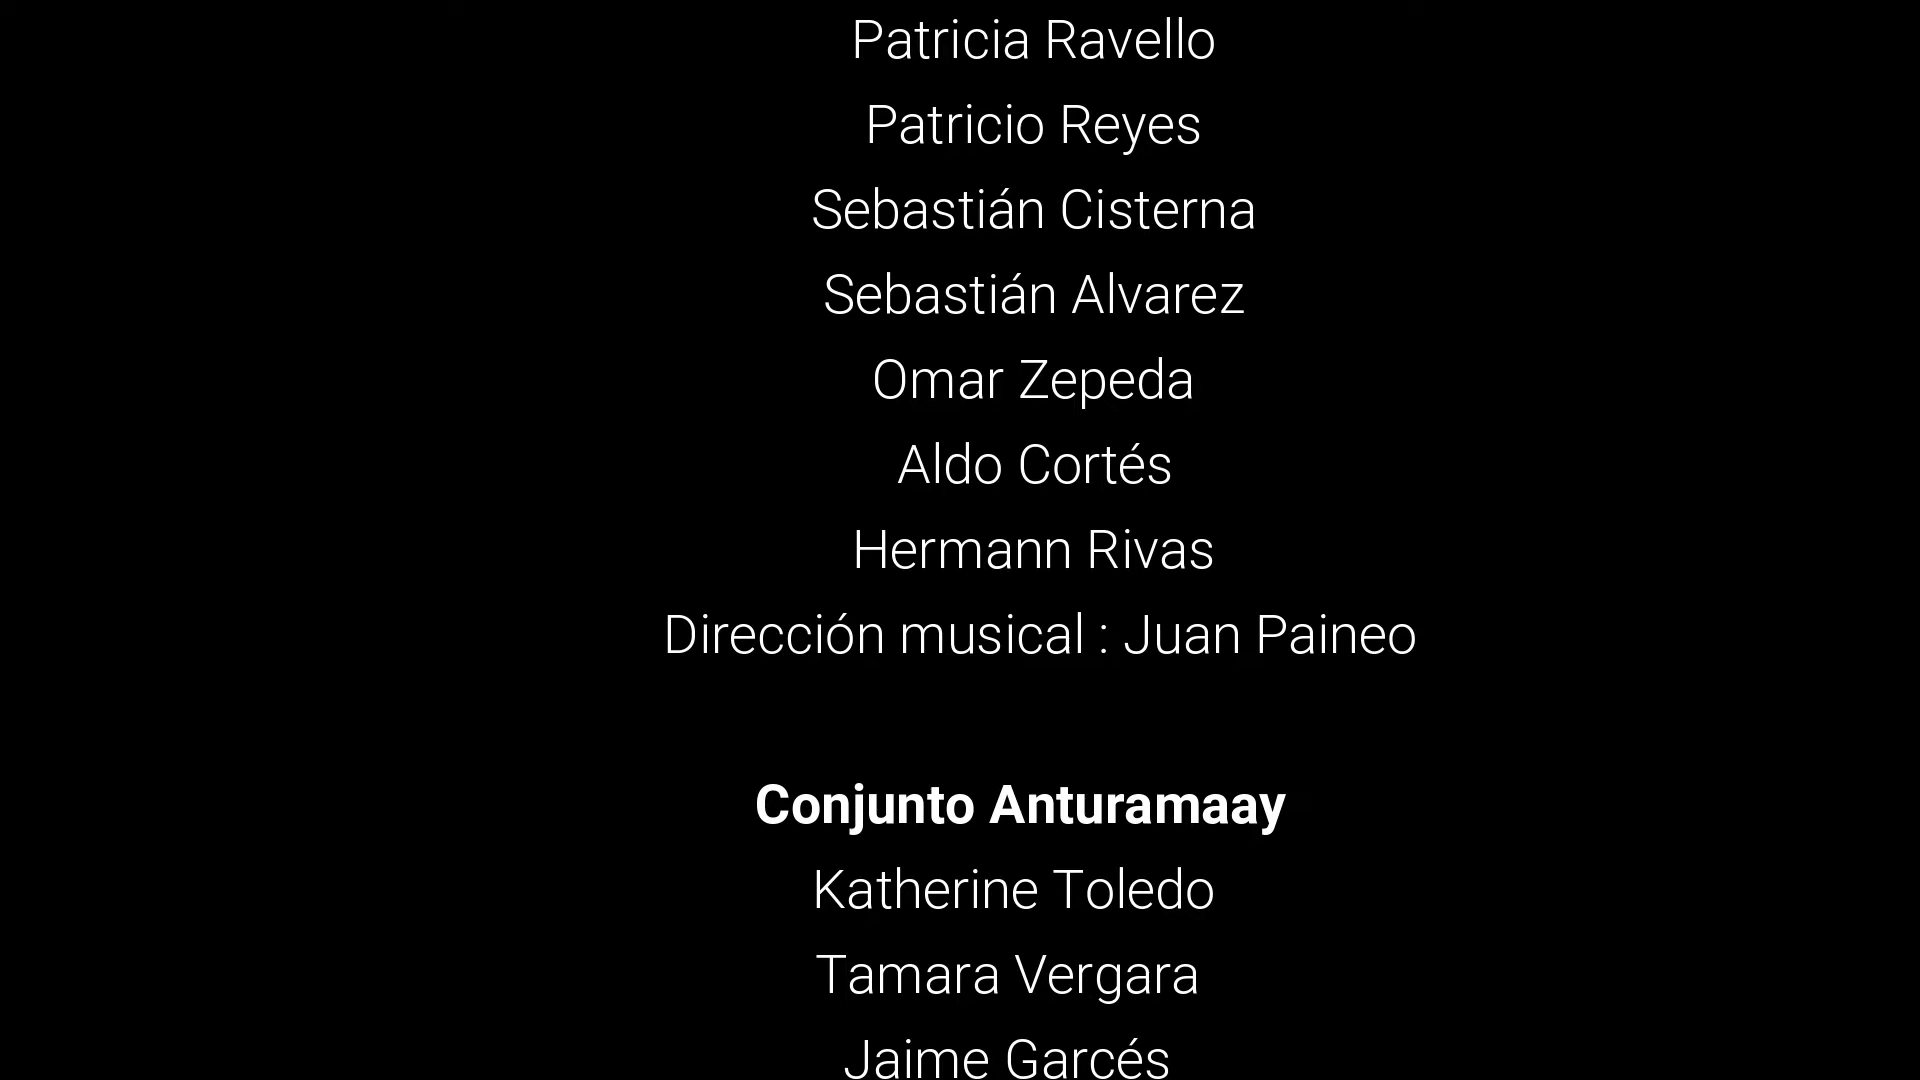 Patricia Ravello
Patricio Reyes
Sebastián Cisterna
Sebastián Alvarez
Omar Zepeda
Aldo Cortés
Hermann Rivas
Dirección musical : Juan Paineo
Conjunto Anturamaay
Katherine Toledo
Tamara Vergara
Jaime Garcés